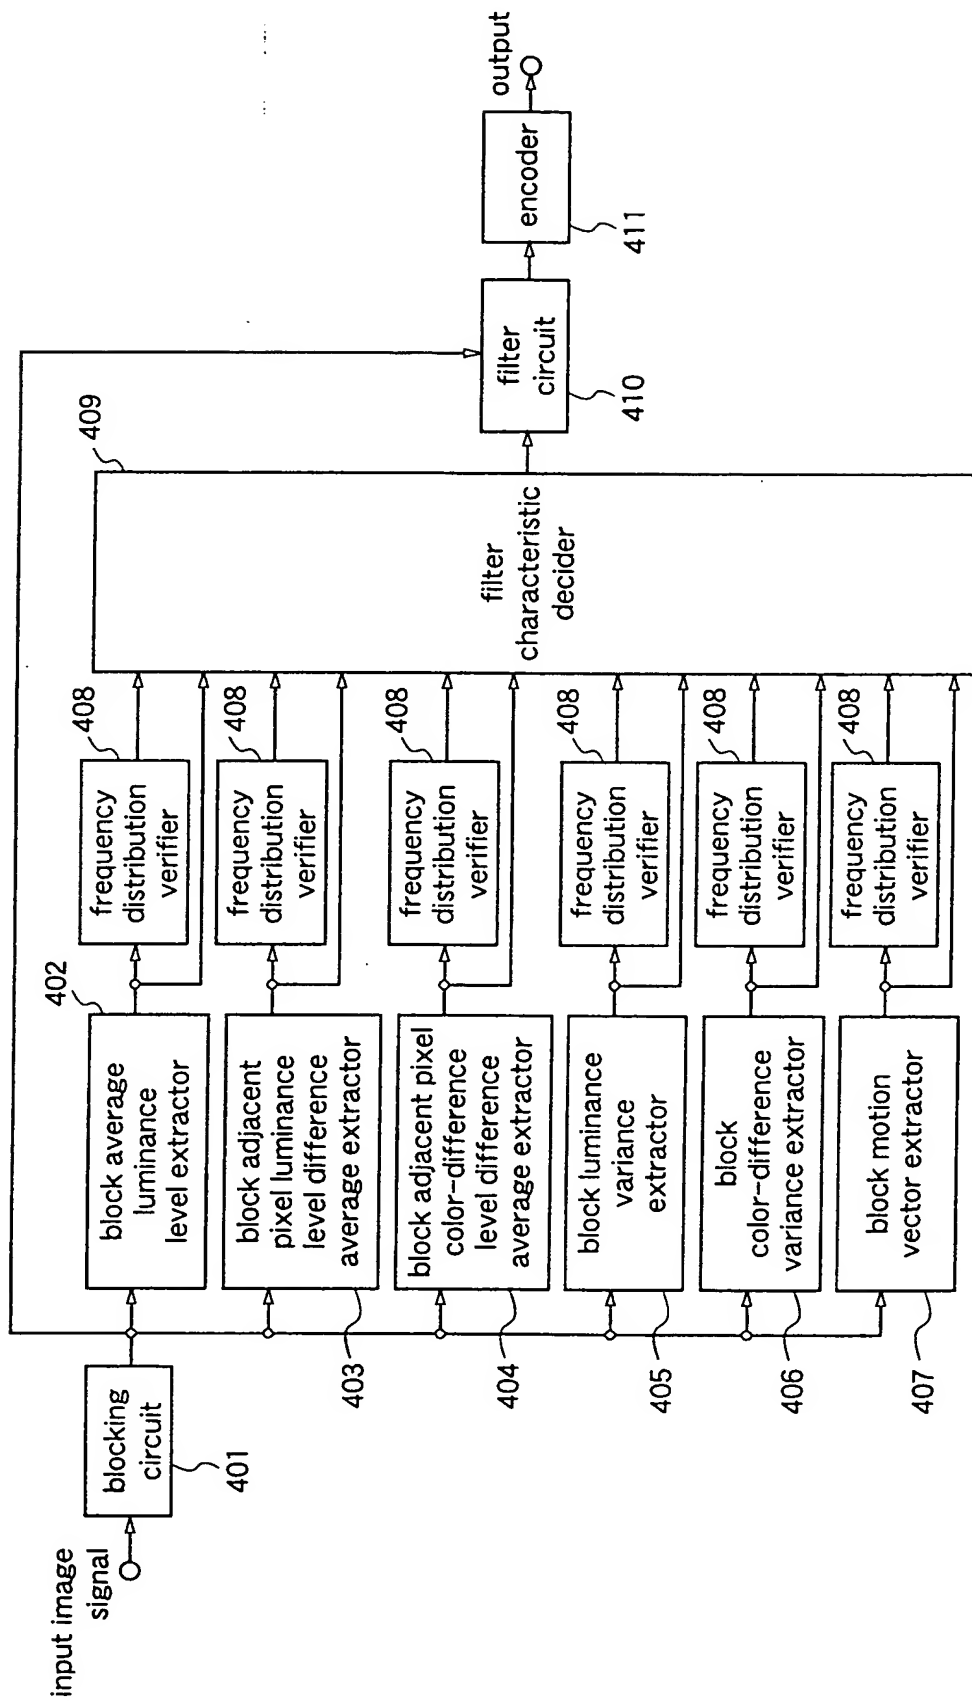 input image
signal
blocking
circuit
401
block average
luminance
level extractor
402
block adjacent
pixel luminance
level difference
average extractor
403
block adjacent pixel
color-difference
level difference
average extractor
404
block luminance
variance
extractor
405
block
color-difference
variance extractor
406
block motion
vector extractor
407
frequency
distribution
verifier
408
frequency
distribution
verifier
408
frequency
distribution
verifier
408
frequency
distribution
verifier
408
frequency
distribution
verifier
408
frequency
distribution
verifier
408
filter
characteristic
decider
409
filter
circuit
410
encoder
411
output